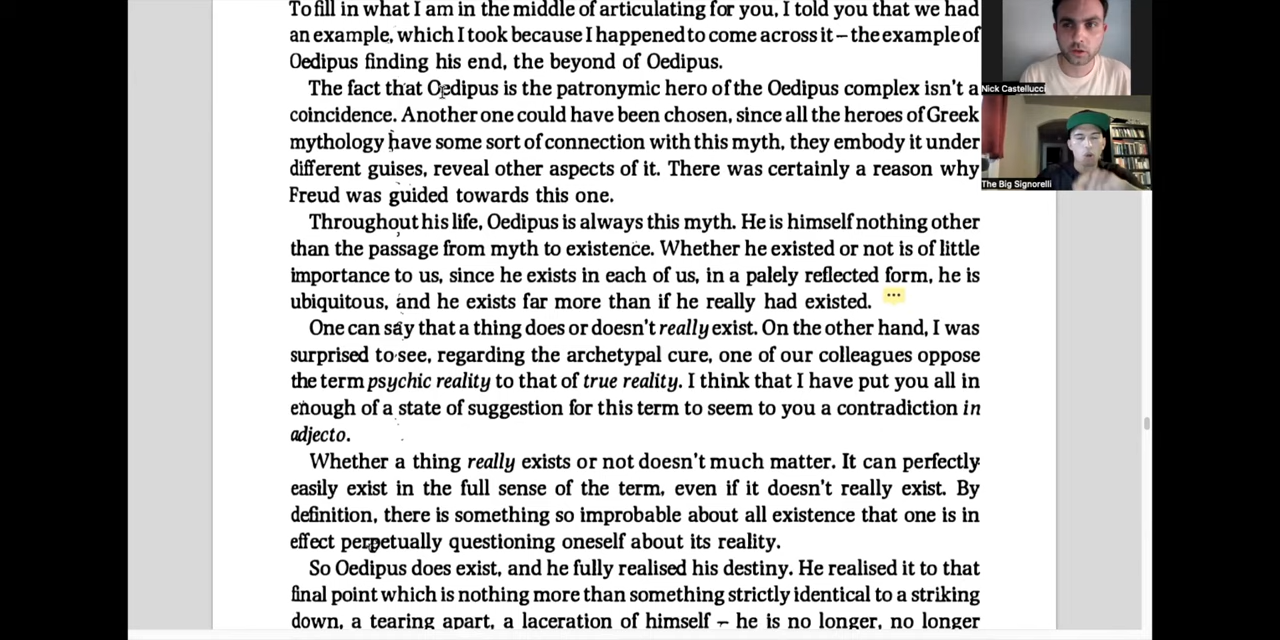 To fill in what I am in the middle of articulating for you, I told you that we had
an example, which I took because I happened to come across it – the example of
Oedipus finding his end, the beyond of Oedipus.
The fact that Oedipus is the patronymic hero of the Oedipus complex isn't a
coincidence. Another one could have been chosen, since all the heroes of Greek
mythology have some sort of connection with this myth, they embody it under
different guises, reveal other aspects of it. There was certainly a reason why
Freud was guided towards this one.
Throughout his life, Oedipus is always this myth. He is himself nothing other
than the passage from myth to existence. Whether he existed or not is of little
importance to us, since he exists in each of us, in a palely reflected form, he is
ubiquitous, and he exists far more than if he really had existed.
One can say that a thing does or doesn't really exist. On the other hand, I was
surprised to see, regarding the archetypal cure, one of our colleagues oppose
the term psychic reality to that of true reality. I think that I have put you all in
enough of a state of suggestion for this term to seem to you a contradiction in
adjecto.
Whether a thing really exists or not doesn't much matter. It can perfectly
easily exist in the full sense of the term, even if it doesn't really exist. By
definition, there is something so improbable about all existence that one is in
effect perpetually questioning oneself about its reality.
So Oedipus does exist, and he fully realised his destiny. He realised it to that
final point which is nothing more than something strictly identical to a striking
down, a tearing apart, a laceration of himself – he is no longer, no longer
Nick Castellucci
The Big Signorelli